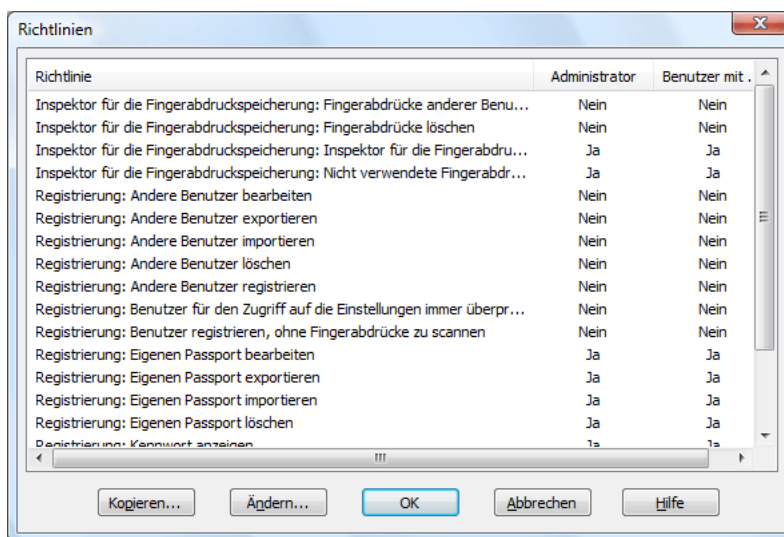 Richtlinien
Richtlinie Administrator Benutzer mit .
Inspektor für die Fingerabdruckspeicherung: Fingerabdrücke anderer Benu... Nein Nein
Inspektor für die Fingerabdruckspeicherung: Fingerabdrücke löschen Nein Nein
Inspektor für die Fingerabdruckspeicherung: Inspektor für die Fingerabdru... Ja Ja
Inspektor für die Fingerabdruckspeicherung: Nicht verwendete Fingerabdr... Ja Ja
Registrierung: Andere Benutzer bearbeiten Nein Nein
Registrierung: Andere Benutzer exportieren Nein Nein
Registrierung: Andere Benutzer importieren Nein Nein
Registrierung: Andere Benutzer löschen Nein Nein
Registrierung: Andere Benutzer registrieren Nein Nein
Registrierung: Benutzer für den Zugriff auf die Einstellungen immer überpr... Nein Nein
Registrierung: Benutzer registrieren, ohne Fingerabdrücke zu scannen Nein Nein
Registrierung: Eigenen Passport bearbeiten Ja Ja
Registrierung: Eigenen Passport exportieren Ja Ja
Registrierung: Eigenen Passport importieren Ja Ja
Registrierung: Eigenen Passport löschen Ja Ja
Registrierung: Kennwort anzeigen Ja Ja
Kopieren... Ändern... OK Abbrechen Hilfe